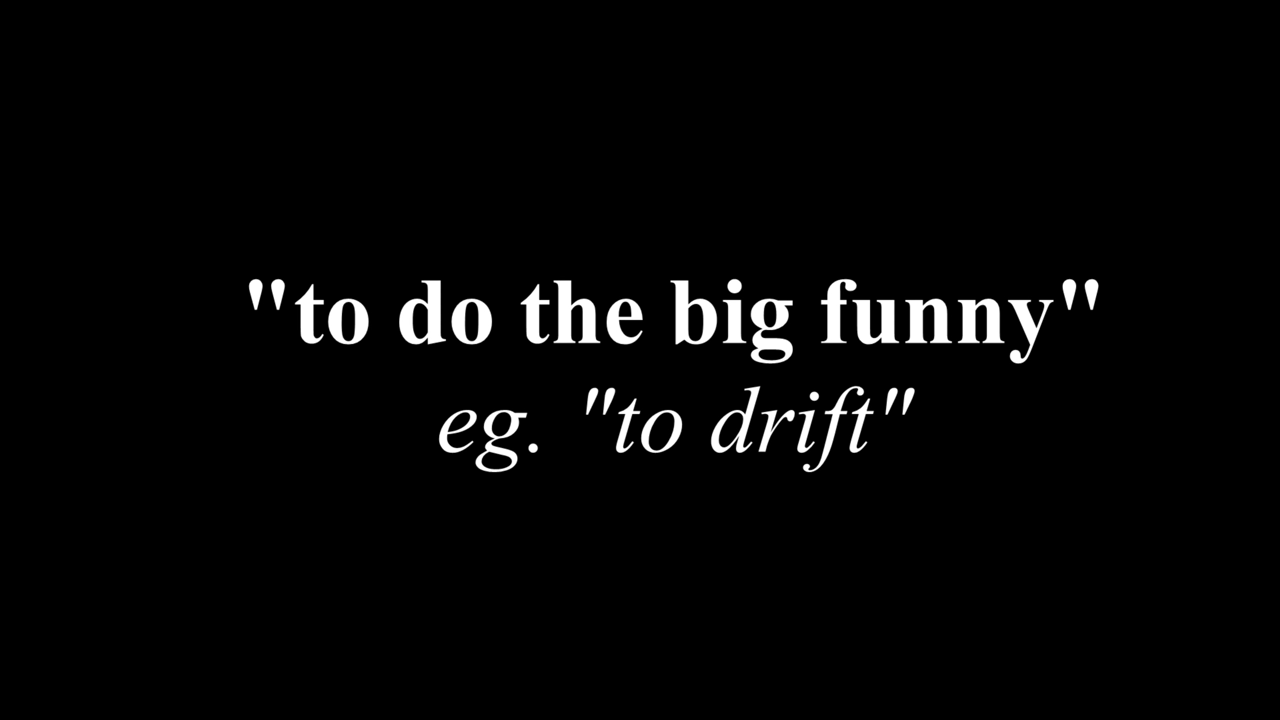 "to do the big funny"
eg. "to drift"